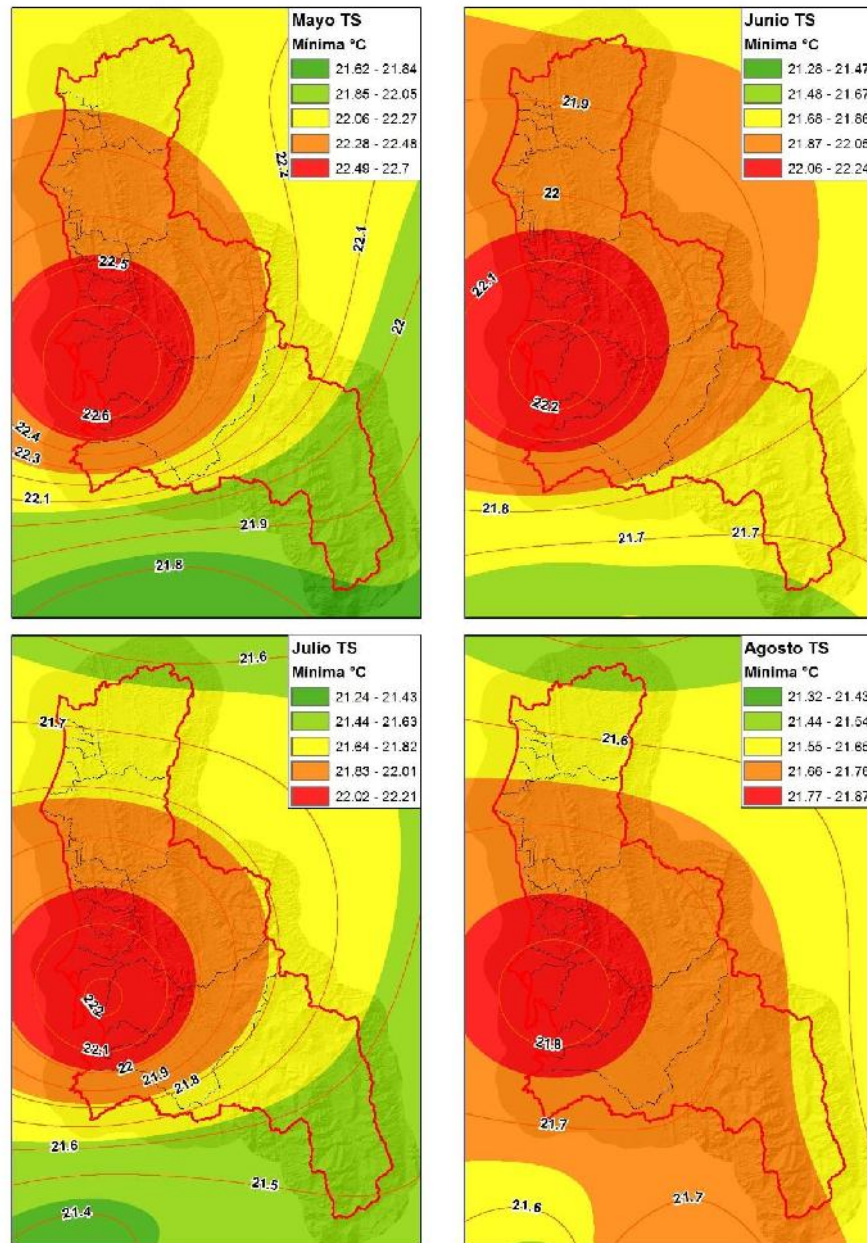 Mayo TS
Mínima °C
21.62 - 21.84
21.85 - 22.05
22.06 - 22.27
22.28 - 22.48
22.49 - 22.7
22.2
22.1
22.5
22
22.6
22.4
22.3
22.1
21.9
21.8
Junio TS
Mínima °C
21.28 - 21.47
21.48 - 21.67
21.68 - 21.86
21.87 - 22.05
22.06 - 22.24
21.9
22
22.1
22.2
21.8
21.7
21.7
Julio TS
Mínima °C
21.24 - 21.43
21.44 - 21.63
21.64 - 21.82
21.83 - 22.01
22.02 - 22.21
21.6
21.7
22.2
22.1
22
21.9
21.8
21.6
21.5
21.4
Agosto TS
Mínima °C
21.32 - 21.43
21.44 - 21.54
21.55 - 21.65
21.66 - 21.76
21.77 - 21.87
21.6
21.8
21.7
21.7
21.6